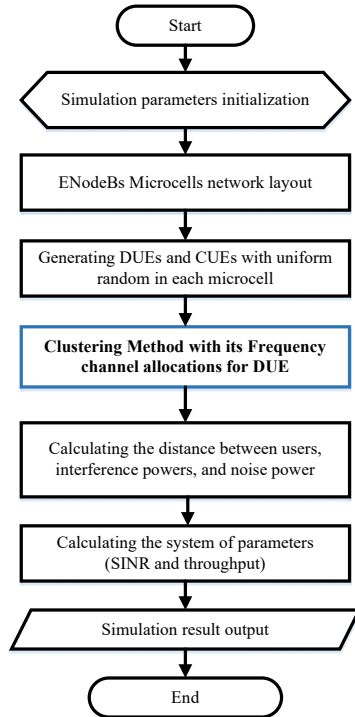 Start
Simulation parameters initialization
ENodeBs Microcells network layout
Generating DUEs and CUEs with uniform
random in each microcell
Clustering Method with its Frequency
channel allocations for DUE
Calculating the distance between users,
interference powers, and noise power
Calculating the system of parameters
(SINR and throughput)
Simulation result output
End